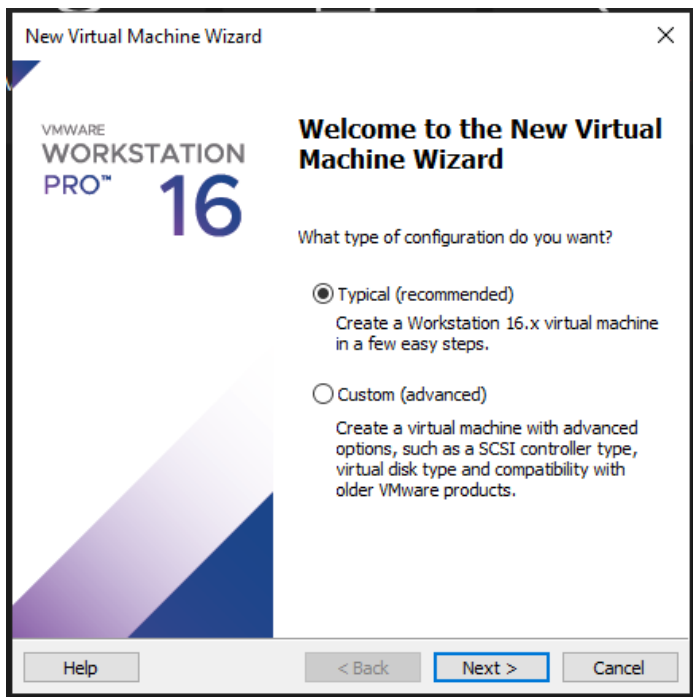 New Virtual Machine Wizard
VMWARE
WORKSTATION
PRO™ 16
Welcome to the New Virtual
Machine Wizard
What type of configuration do you want?
Typical (recommended)
Create a Workstation 16.x virtual machine
in a few easy steps.
Custom (advanced)
Create a virtual machine with advanced
options, such as a SCSI controller type,
virtual disk type and compatibility with
older VMware products.
Help
< Back
Next >
Cancel